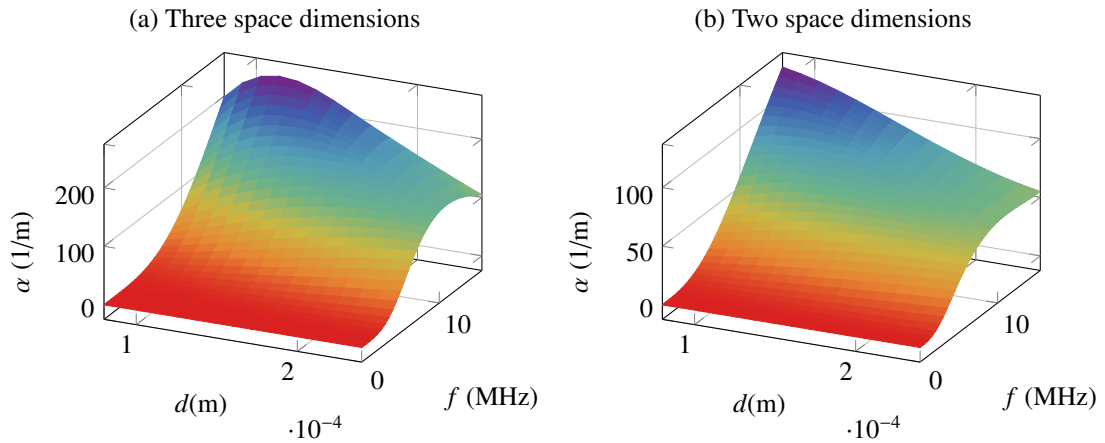 (a) Three space dimensions
200
100
0
α (1/m)
1
2
d(m)
·10⁻⁴
0
10
f (MHz)
(b) Two space dimensions
100
50
0
α (1/m)
1
2
d(m)
·10⁻⁴
0
10
f (MHz)